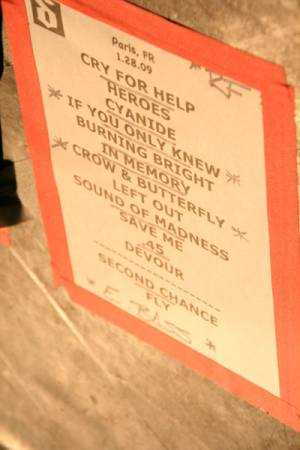 Paris, FR
1.28.09
CRY FOR HELP
HEROES
CYANIDE
* IF YOU ONLY KNEW *
BURNING BRIGHT
IN MEMORY
* CROW & BUTTERFLY *
LEFT OUT
SOUND OF MADNESS
SAVE ME
45
DEVOUR
--------------------
SECOND CHANCE
FLY